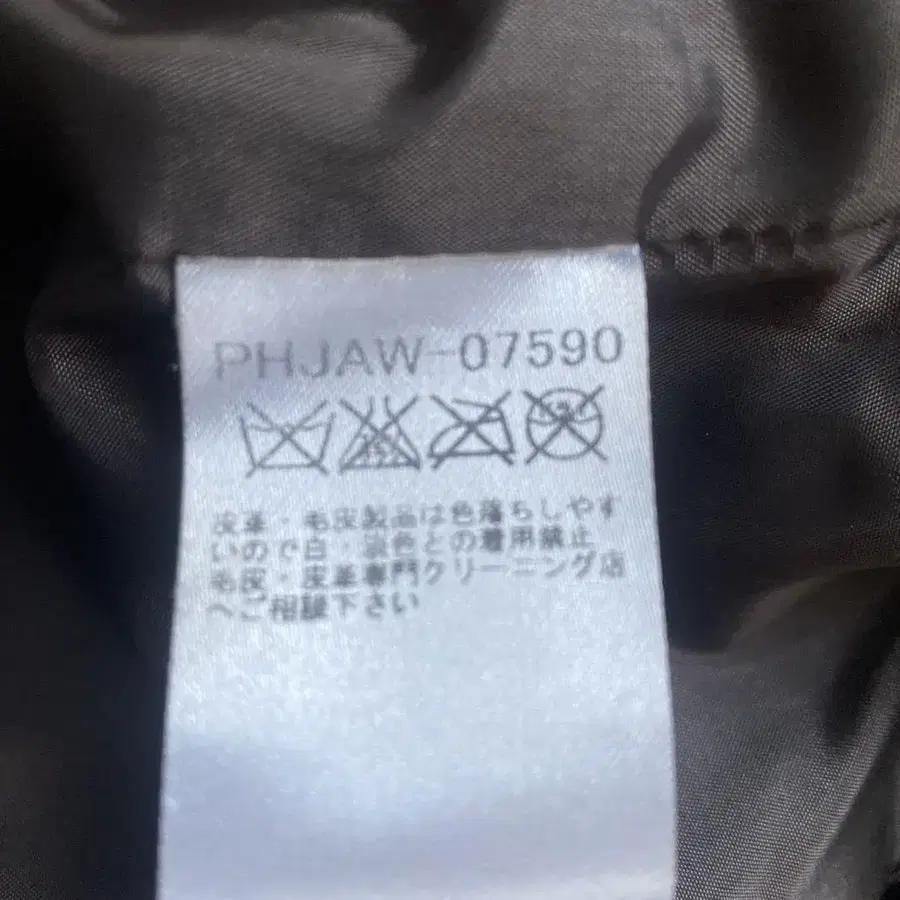 PHJAW-07590
皮革・毛皮製品は色落ちしやす
いので白・淡色との着用禁止
毛皮・皮革専門クリーニング店
へご相談下さい